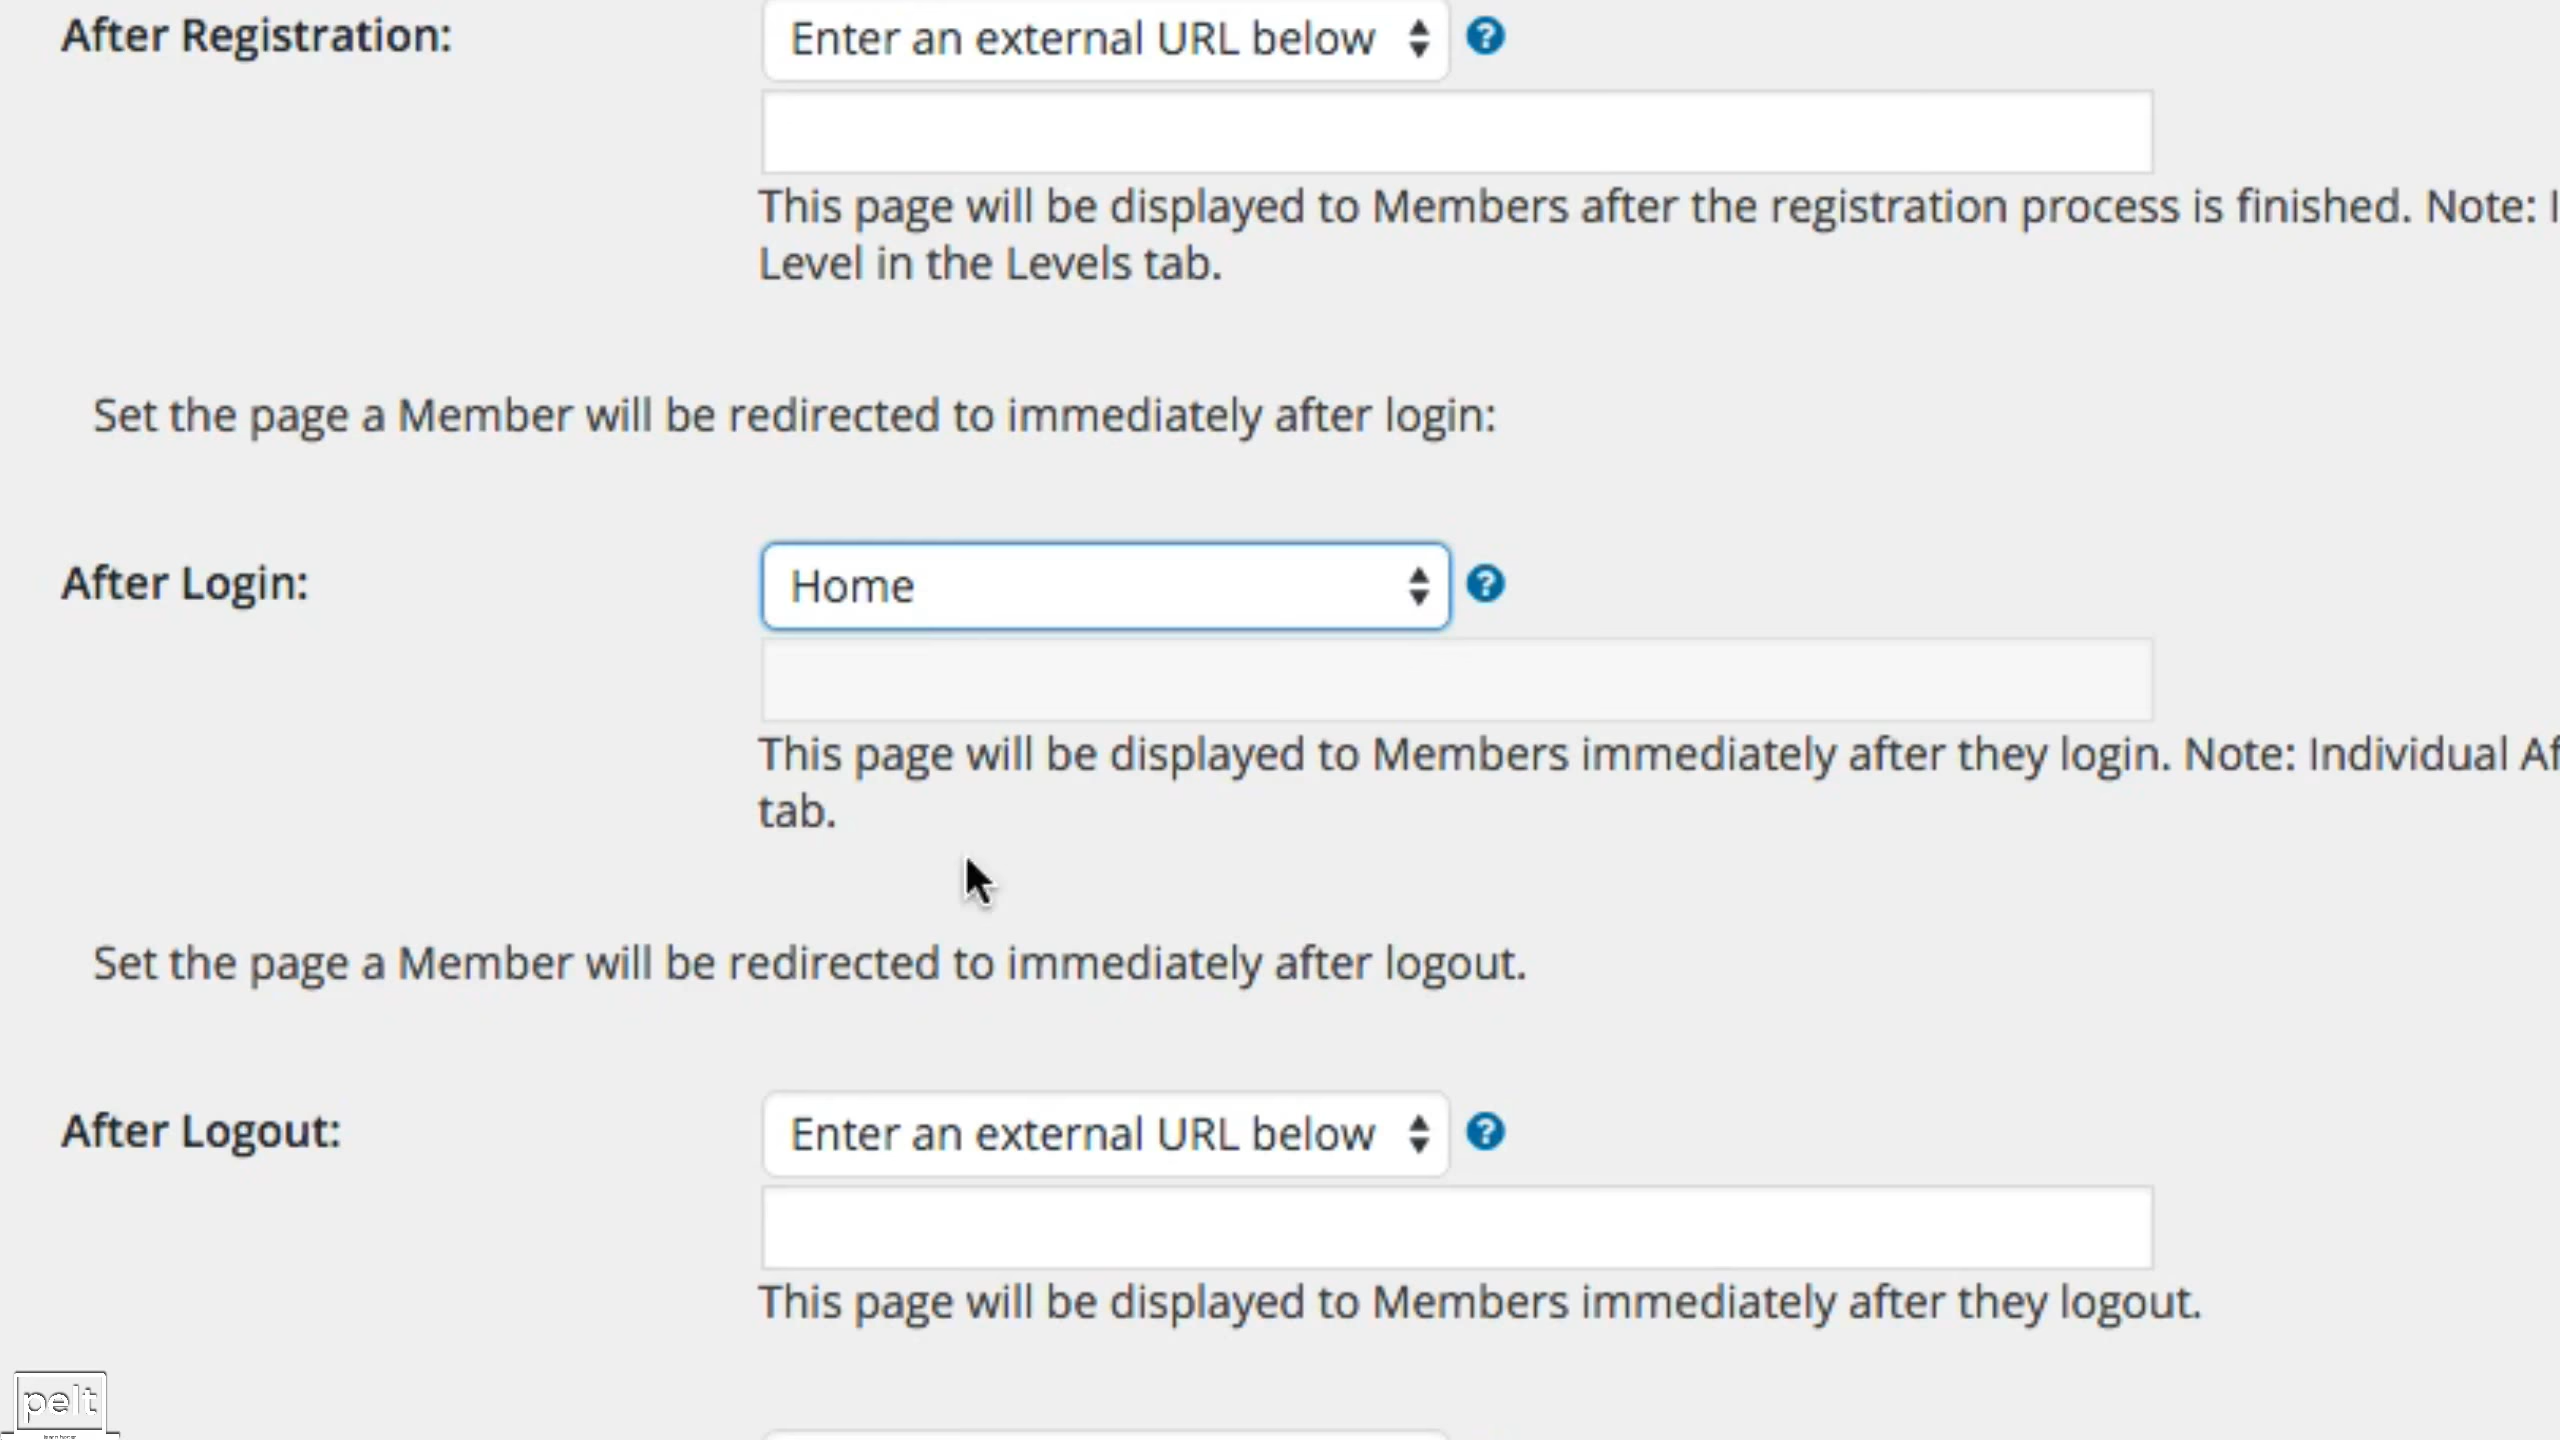 After Registration:
Enter an external URL below
This page will be displayed to Members after the registration process is finished. Note:
Level in the Levels tab.
Set the page a Member will be redirected to immediately after login:
After Login:
Home
This page will be displayed to Members immediately after they login. Note: Individual Af
tab.
Set the page a Member will be redirected to immediately after logout.
After Logout:
Enter an external URL below
This page will be displayed to Members immediately after they logout.
pelt